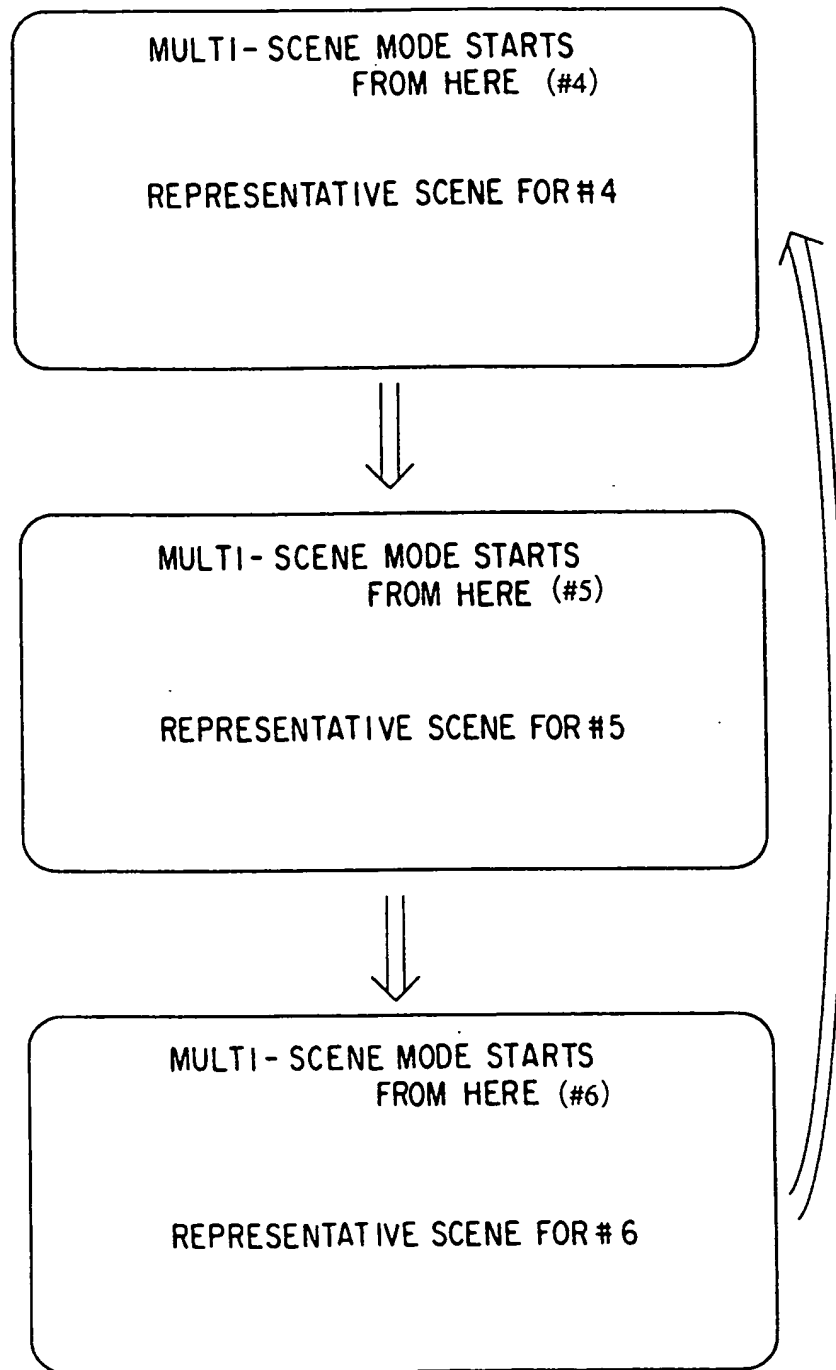 MULTI-SCENE MODE STARTS
FROM HERE (#4)
REPRESENTATIVE SCENE FOR #4
MULTI-SCENE MODE STARTS
FROM HERE (#5)
REPRESENTATIVE SCENE FOR #5
MULTI-SCENE MODE STARTS
FROM HERE (#6)
REPRESENTATIVE SCENE FOR #6